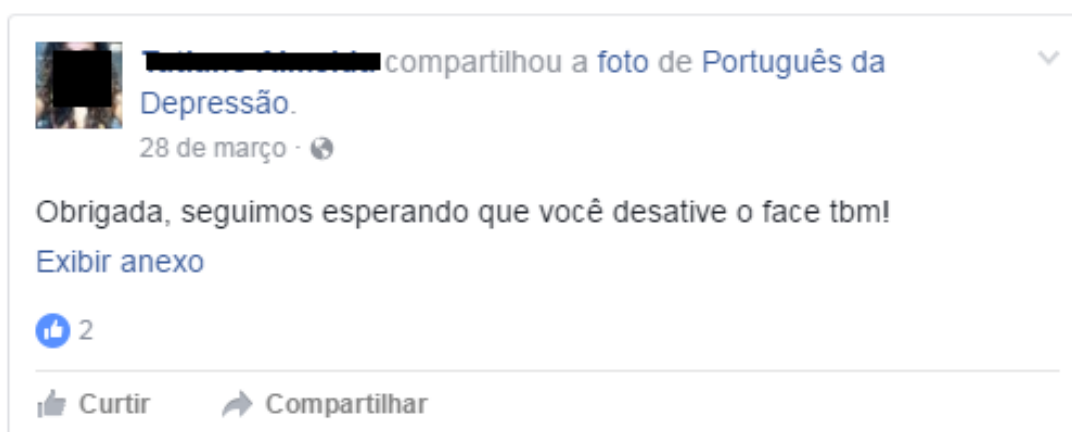 compartilhou a foto de Português da
Depressão.
28 de março ·
Obrigada, seguimos esperando que você desative o face tbm!
Exibir anexo
2
Curtir Compartilhar